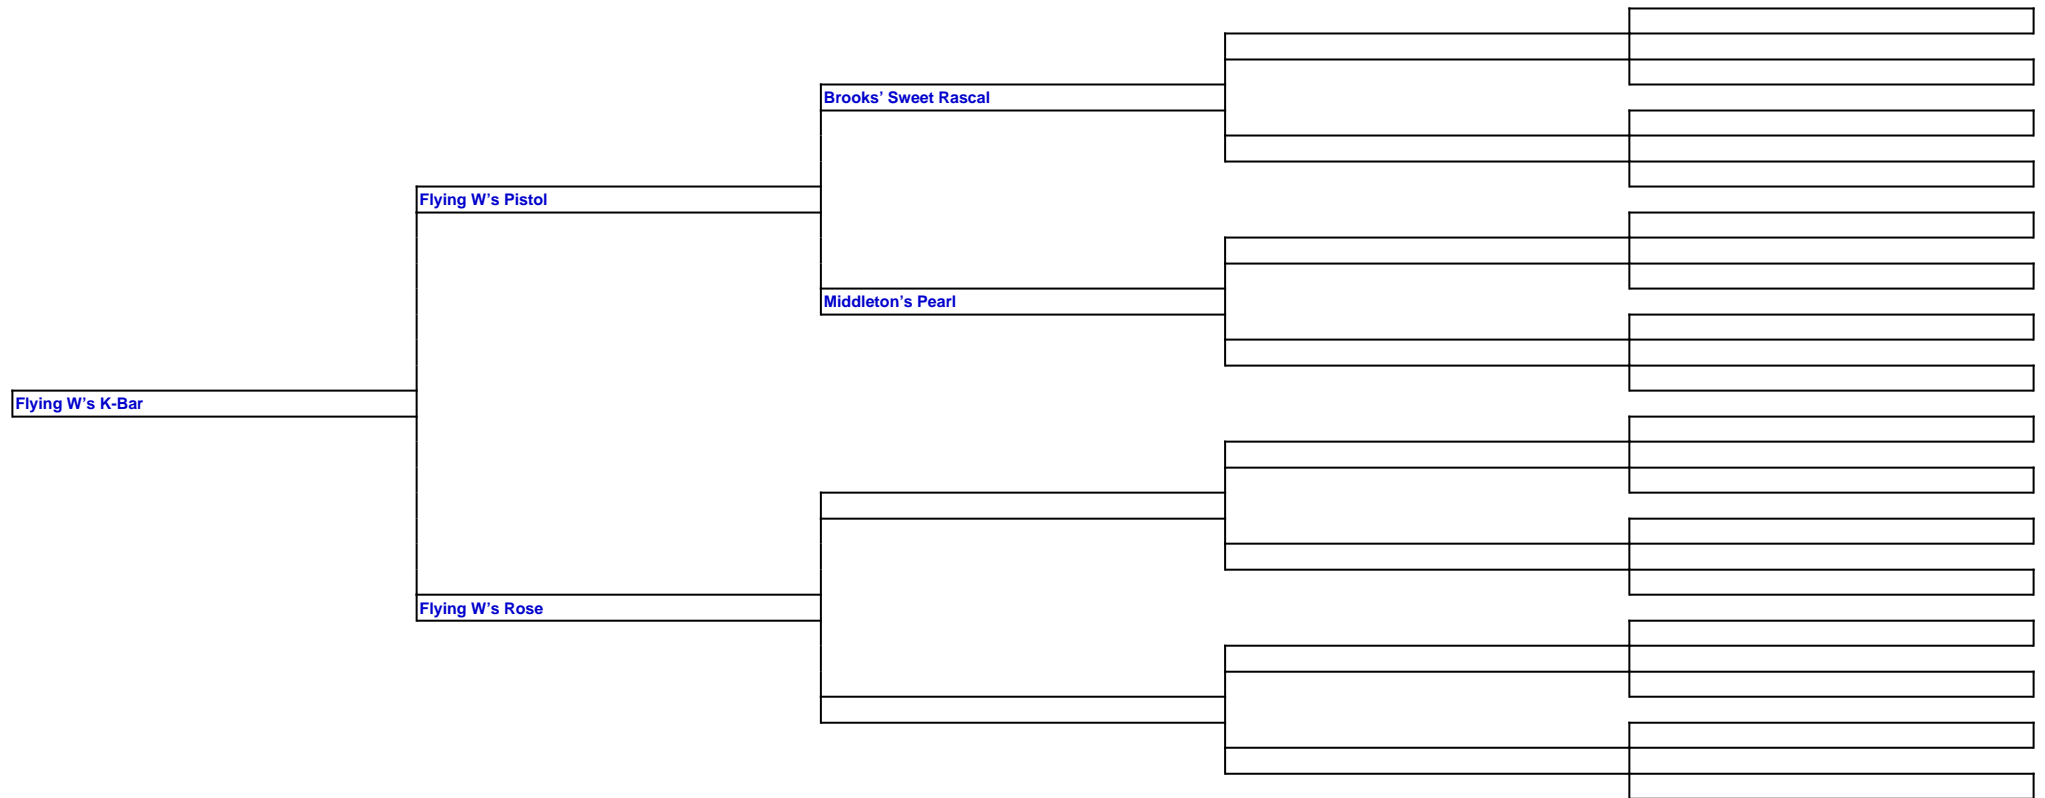 Brooks’ Sweet Rascal
Flying W’s Pistol
Middleton’s Pearl
Flying W’s K-Bar
Flying W’s Rose